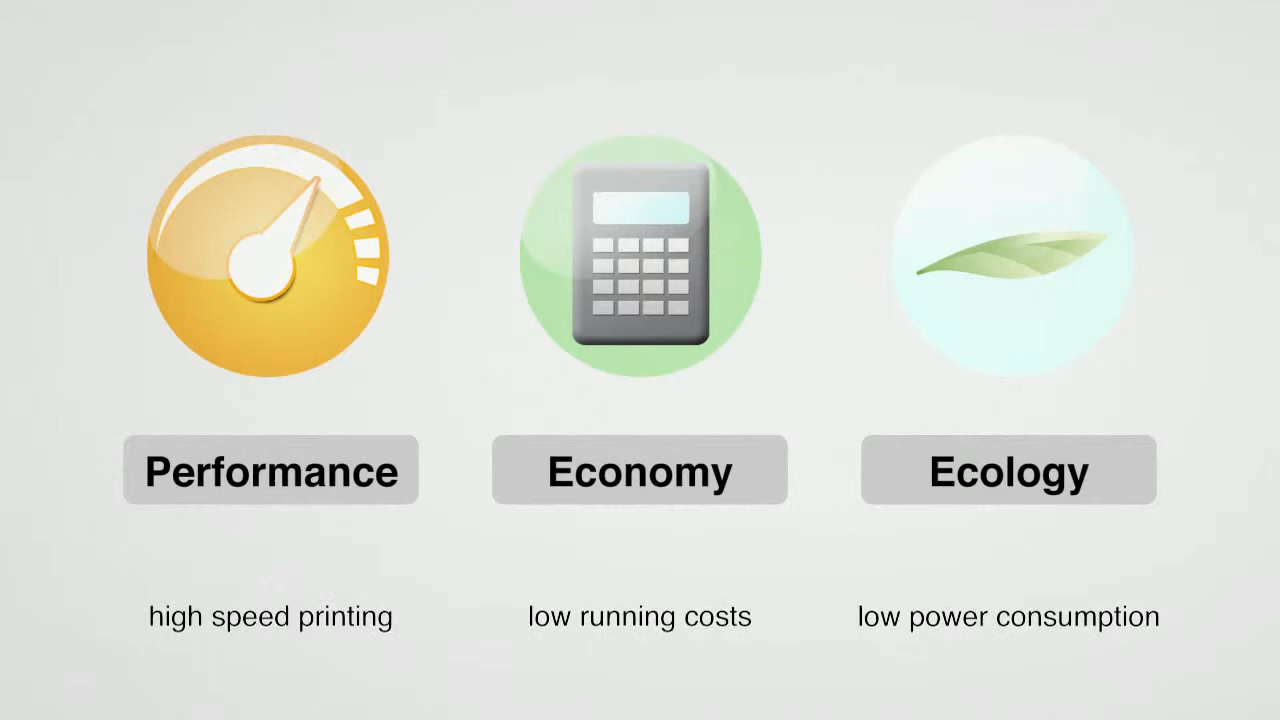 Performance
Economy
Ecology
high speed printing
low running costs
low power consumption